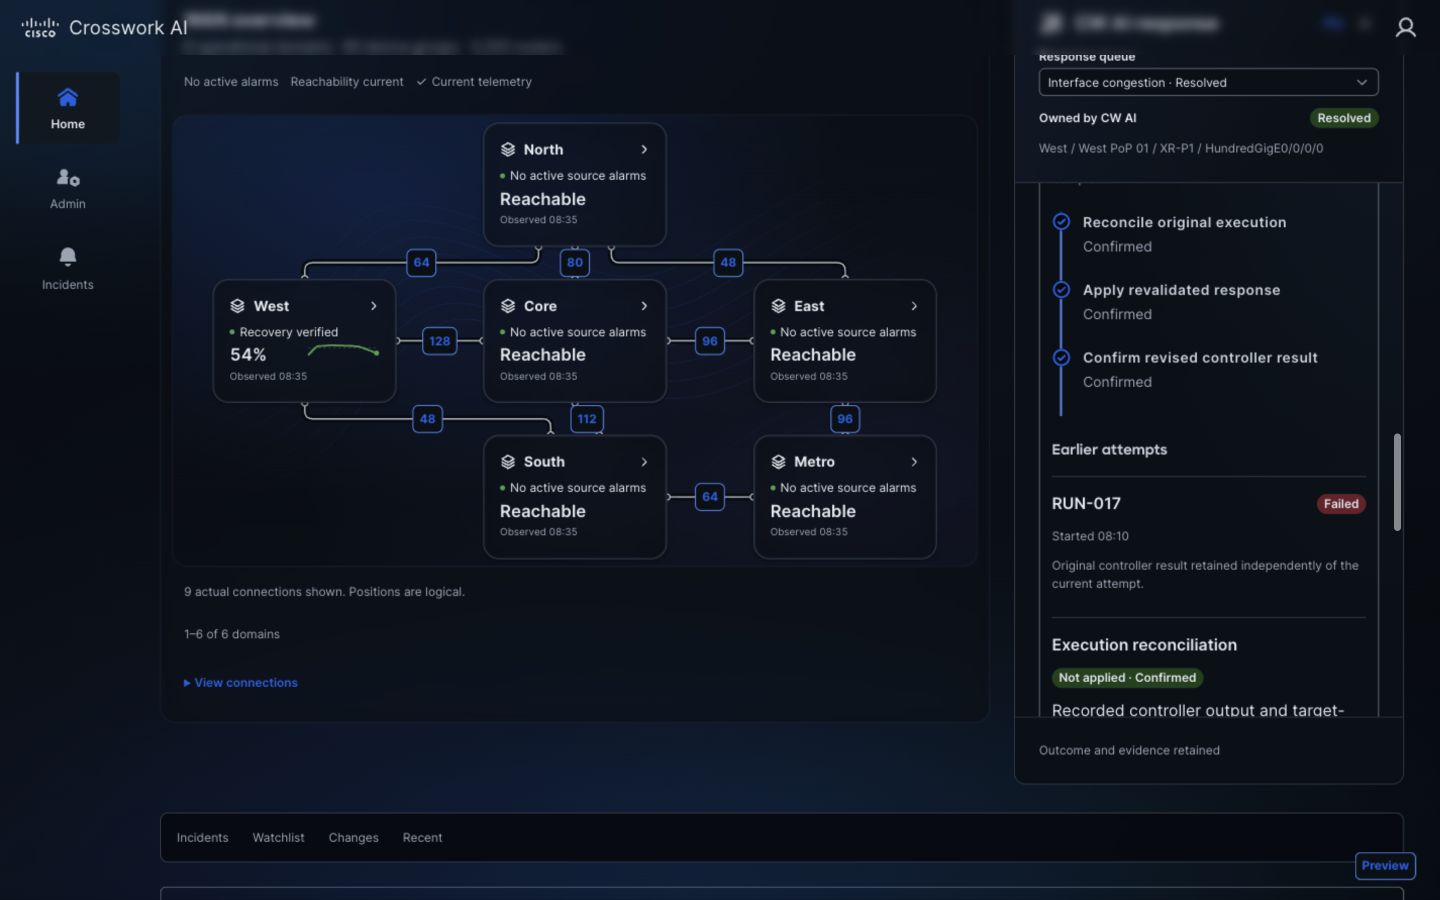 CISCO
Crosswork AI
WAN overview
CW AI response
No active alarms Reachability current Current telemetry
Response queue
Interface congestion · Resolved
Owned by CW AI
Resolved
West / West PoP 01 / XR-P1 / HundredGigE0/0/0/0
Home
Admin
Incidents
North
No active source alarms
Reachable
Observed 08:35
64
80
48
West
Recovery verified
54%
Observed 08:35
128
Core
No active source alarms
Reachable
Observed 08:35
96
East
No active source alarms
Reachable
Observed 08:35
48
112
96
South
No active source alarms
Reachable
Observed 08:35
64
Metro
No active source alarms
Reachable
Observed 08:35
9 actual connections shown. Positions are logical.
1–6 of 6 domains
View connections
Reconcile original execution
Confirmed
Apply revalidated response
Confirmed
Confirm revised controller result
Confirmed
Earlier attempts
RUN-017
Failed
Started 08:10
Original controller result retained independently of the
current attempt.
Execution reconciliation
Not applied · Confirmed
Recorded controller output and target-
Outcome and evidence retained
Incidents Watchlist Changes Recent
Preview